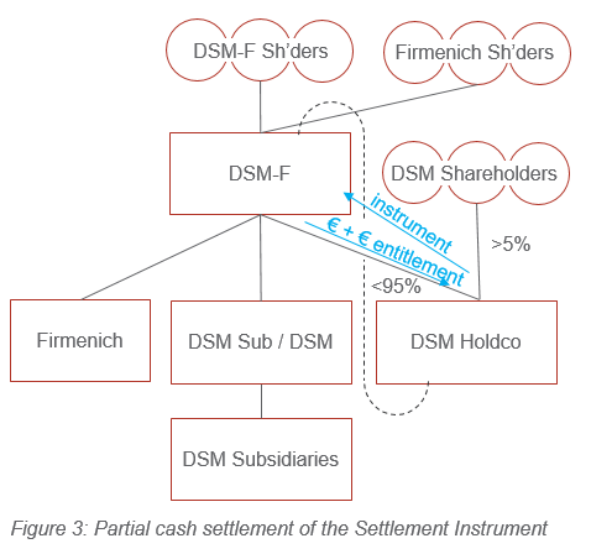 DSM-F Sh'ders
Firmenich Sh'ders
DSM-F
DSM Shareholders
instrument
€ + € entitlement
>5%
<95%
Firmenich
DSM Sub / DSM
DSM Holdco
DSM Subsidiaries
Figure 3: Partial cash settlement of the Settlement Instrument